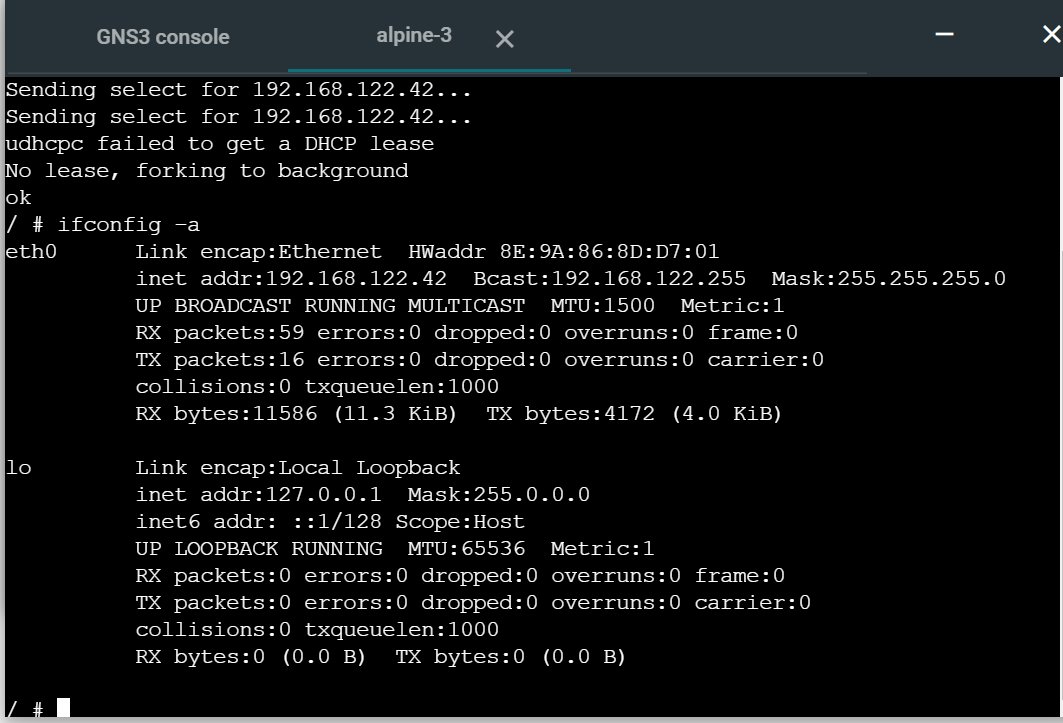 GNS3 console
alpine-3
Sending select for 192.168.122.42...
Sending select for 192.168.122.42...
udhcpc failed to get a DHCP lease
No lease, forking to background
ok
/ # ifconfig -a
eth0      Link encap:Ethernet  HWaddr 8E:9A:86:8D:D7:01
          inet addr:192.168.122.42  Bcast:192.168.122.255  Mask:255.255.255.0
          UP BROADCAST RUNNING MULTICAST  MTU:1500  Metric:1
          RX packets:59 errors:0 dropped:0 overruns:0 frame:0
          TX packets:16 errors:0 dropped:0 overruns:0 carrier:0
          collisions:0 txqueuelen:1000
          RX bytes:11586 (11.3 KiB)  TX bytes:4172 (4.0 KiB)

lo        Link encap:Local Loopback
          inet addr:127.0.0.1  Mask:255.0.0.0
          inet6 addr: ::1/128 Scope:Host
          UP LOOPBACK RUNNING  MTU:65536  Metric:1
          RX packets:0 errors:0 dropped:0 overruns:0 frame:0
          TX packets:0 errors:0 dropped:0 overruns:0 carrier:0
          collisions:0 txqueuelen:1000
          RX bytes:0 (0.0 B)  TX bytes:0 (0.0 B)

/ #